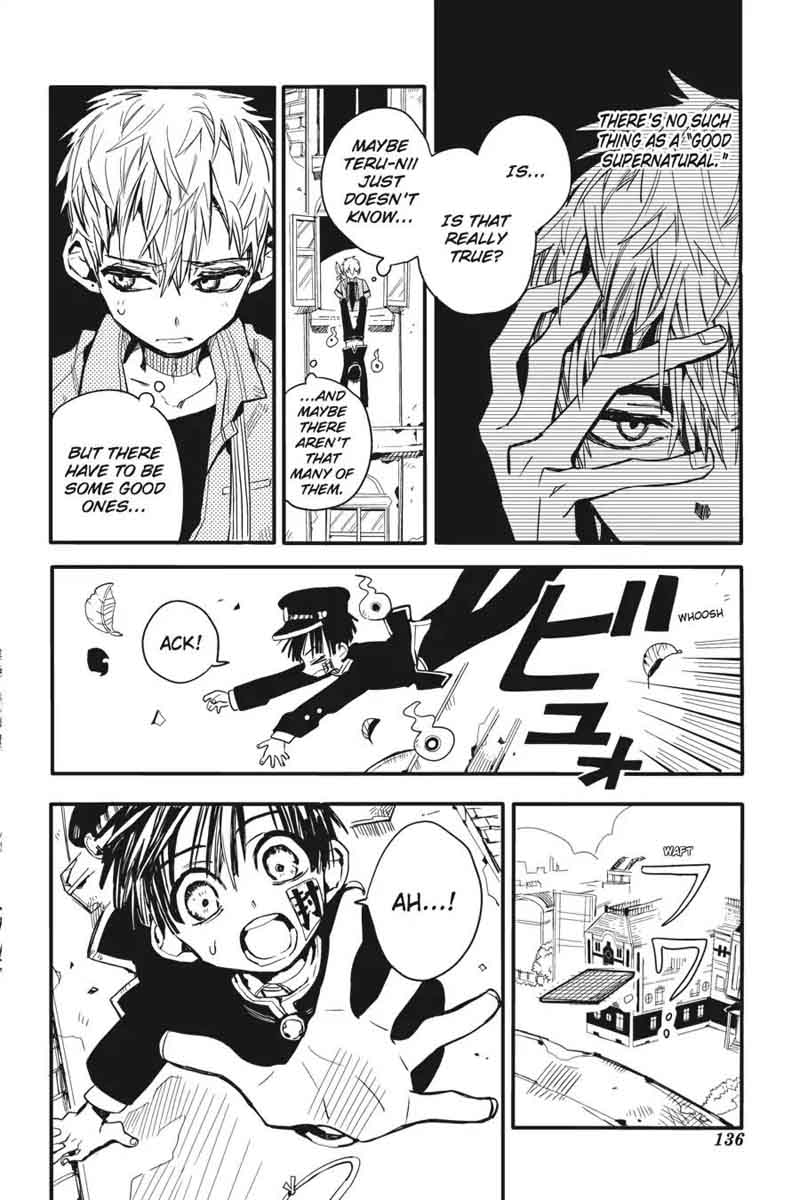 THERE'S NO SUCH
THING AS A "GOOD
SUPERNATURAL."
IS...
IS THAT
REALLY
TRUE?
MAYBE
TERU-NII
JUST
DOESN'T
KNOW...
...AND
MAYBE
THERE
AREN'T
THAT
MANY OF
THEM.
BUT THERE
HAVE TO BE
SOME GOOD
ONES...
WHOOSH
ビュオ
ACK!
WAFT
フワ
AH...!
封
136